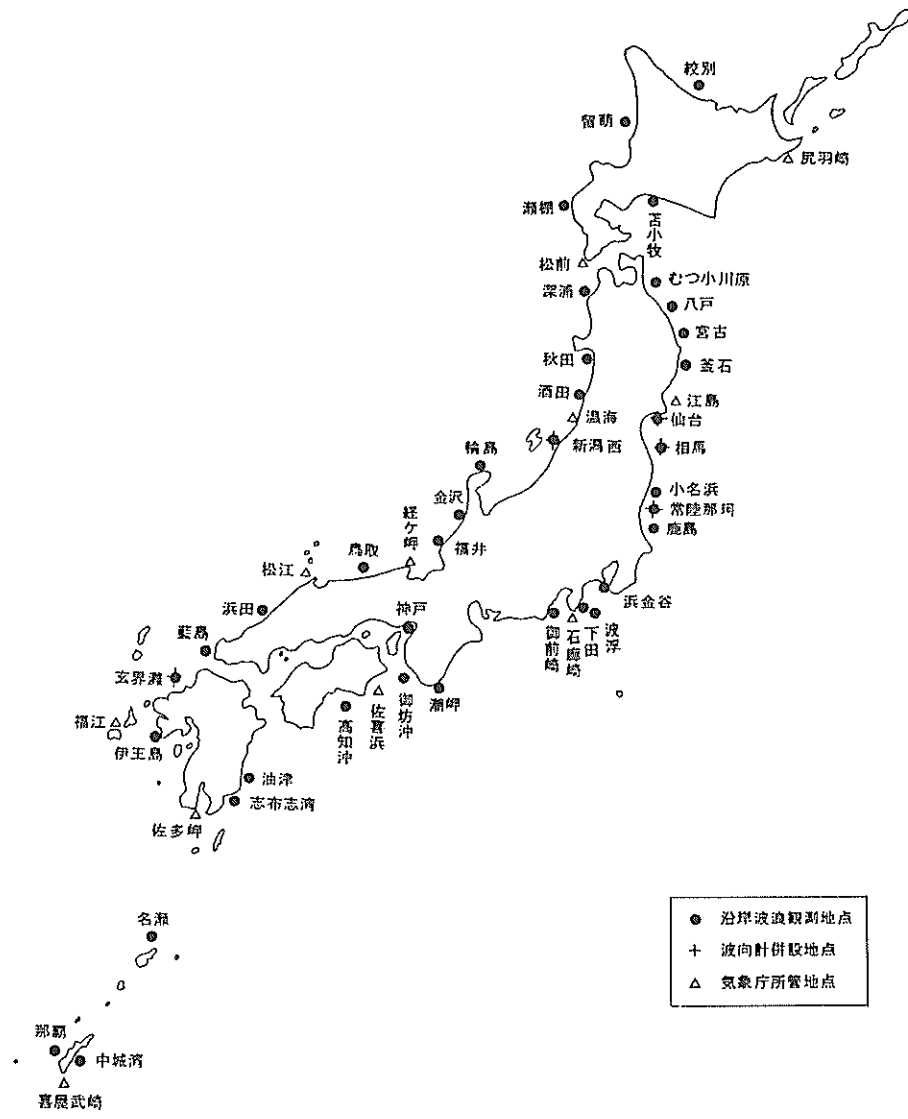 紋別
留萌
尻羽崎
瀬棚
苫小牧
松前
深浦
むつ小川原
八戸
宮古
釜石
秋田
酒田
江島
温海
仙台
新潟西
相馬
輪島
小名浜
金沢
常陸那珂
経ケ岬
福井
鹿島
鳥取
松江
浜金谷
浜田
神戸
御前崎
石廊崎
下田
波浮
藍島
玄界灘
御坊沖
潮岬
佐喜浜
高知沖
福江
伊王島
油津
志布志湾
佐多岬
名瀬
沿岸波浪観測地点
波向計併設地点
気象庁所管地点
那覇
中城湾
喜屋武崎